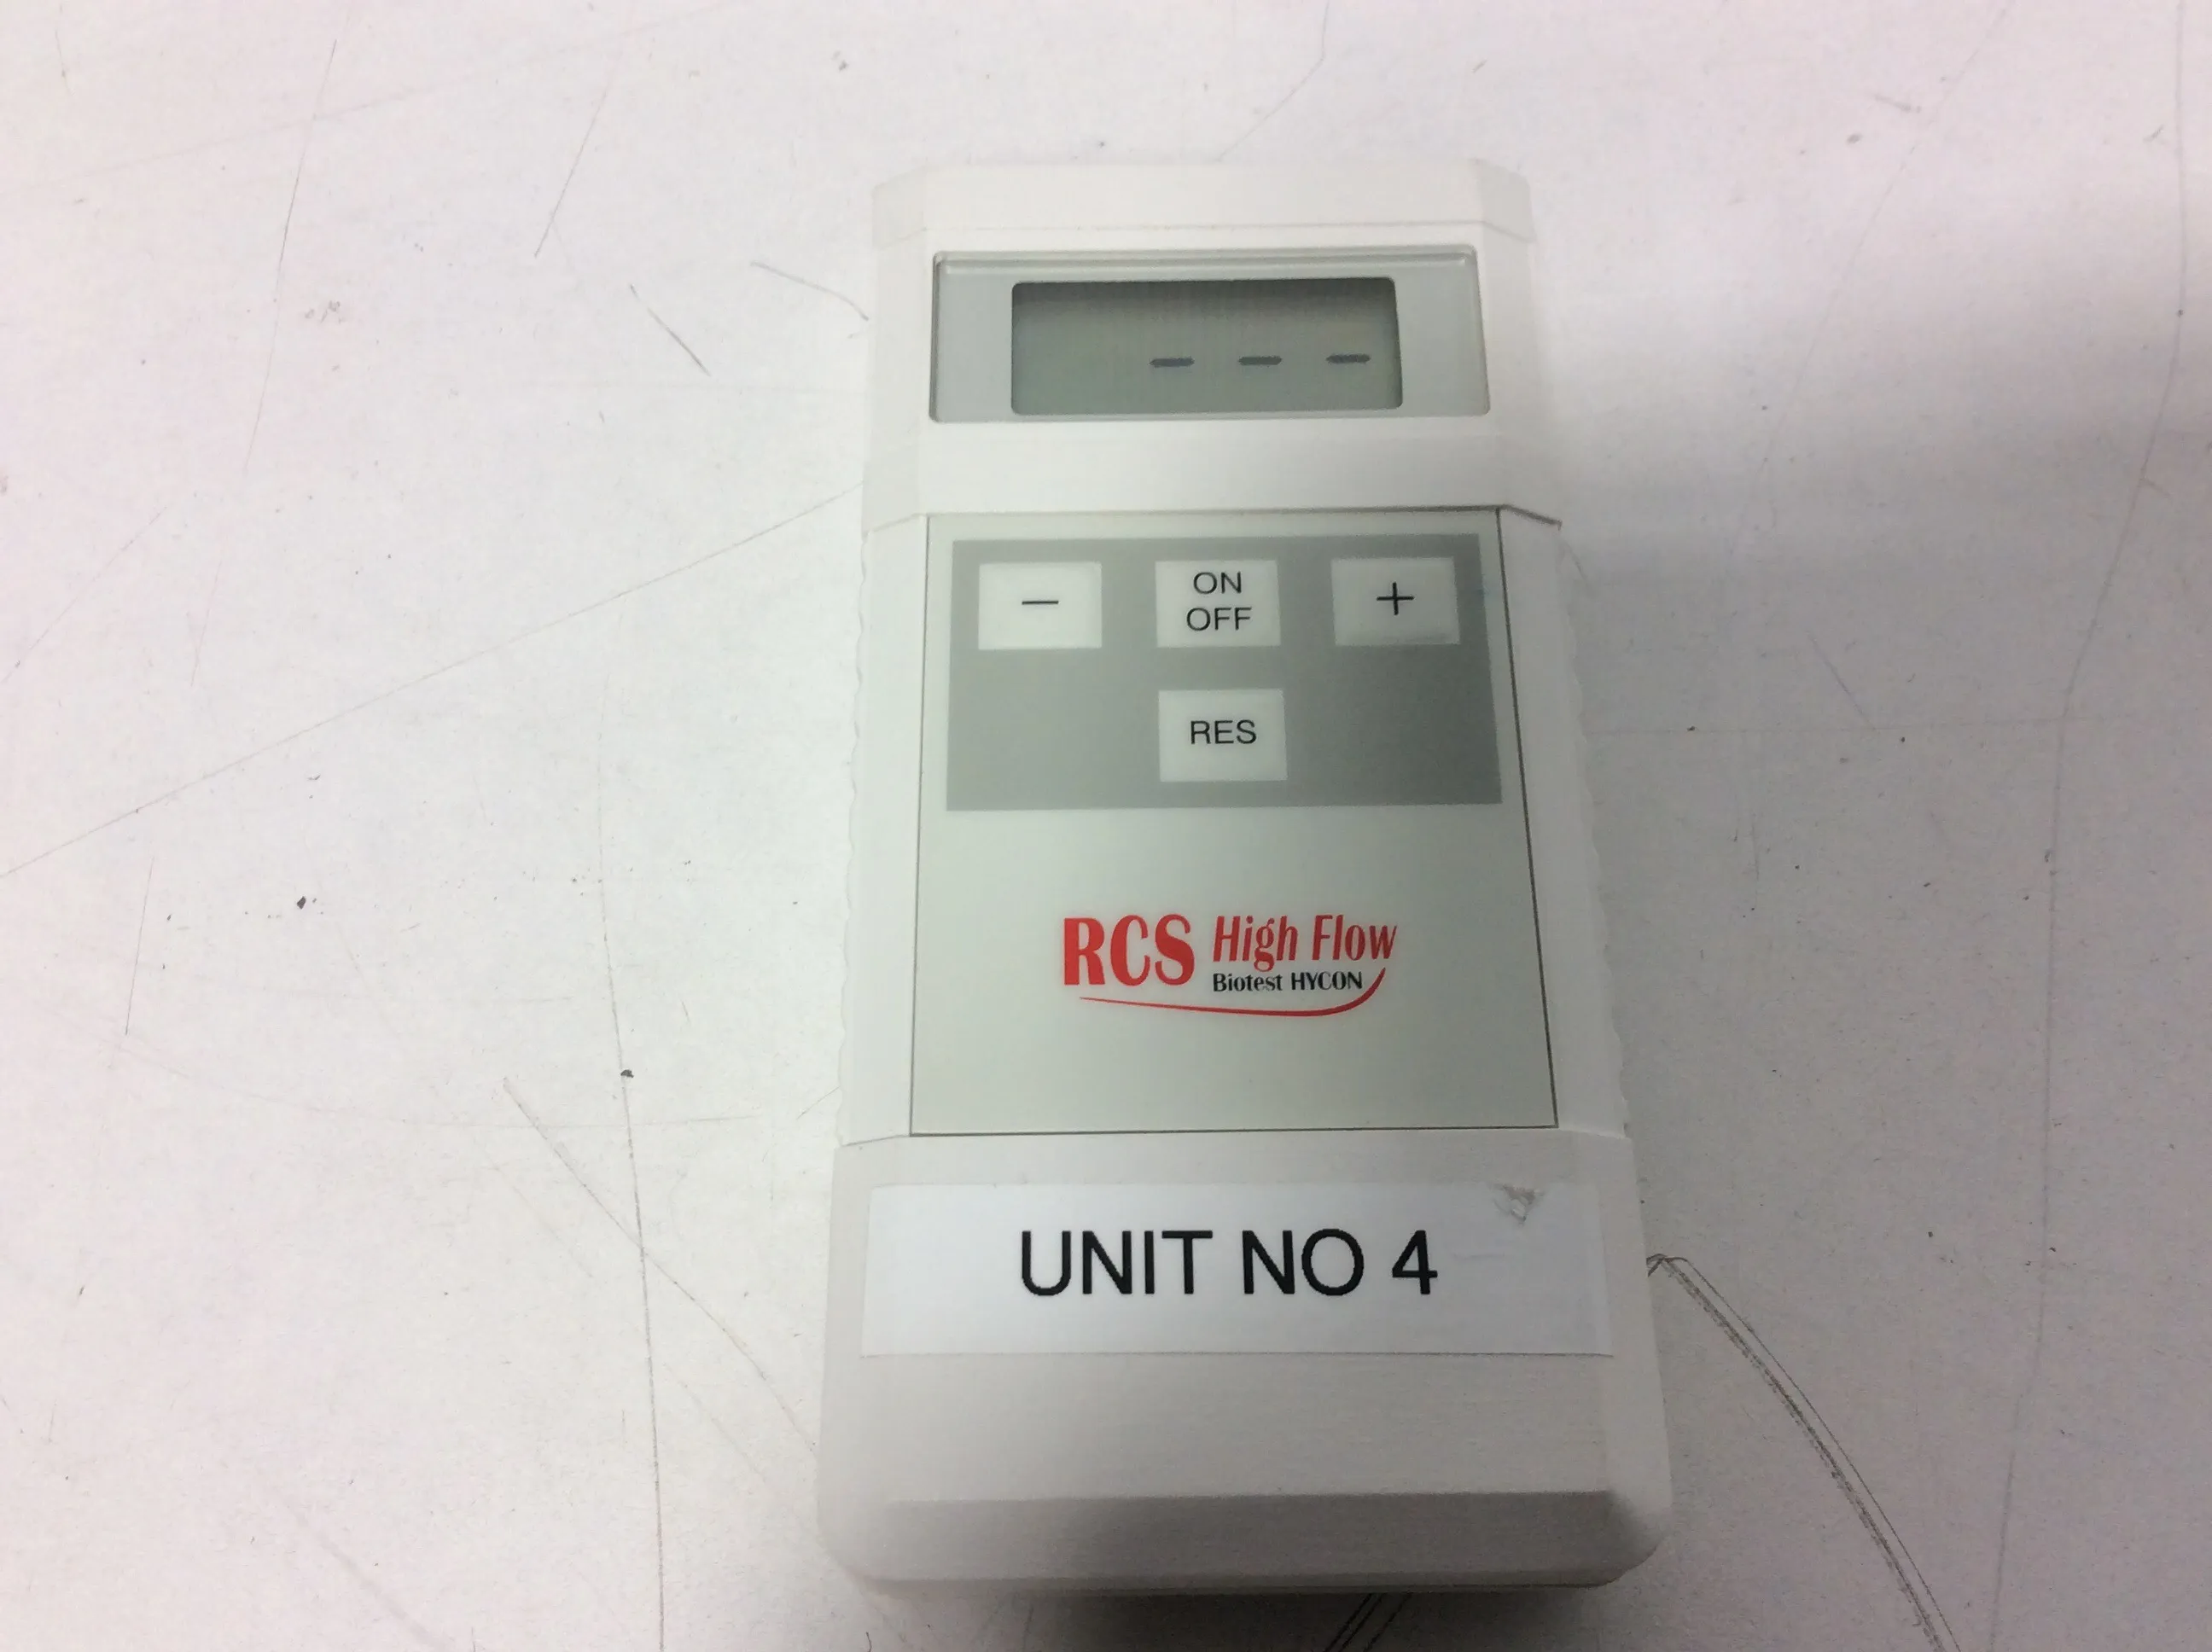 - - -
−
ON
OFF
+
RES
RCS High Flow
Biotest HYCON
UNIT NO 4